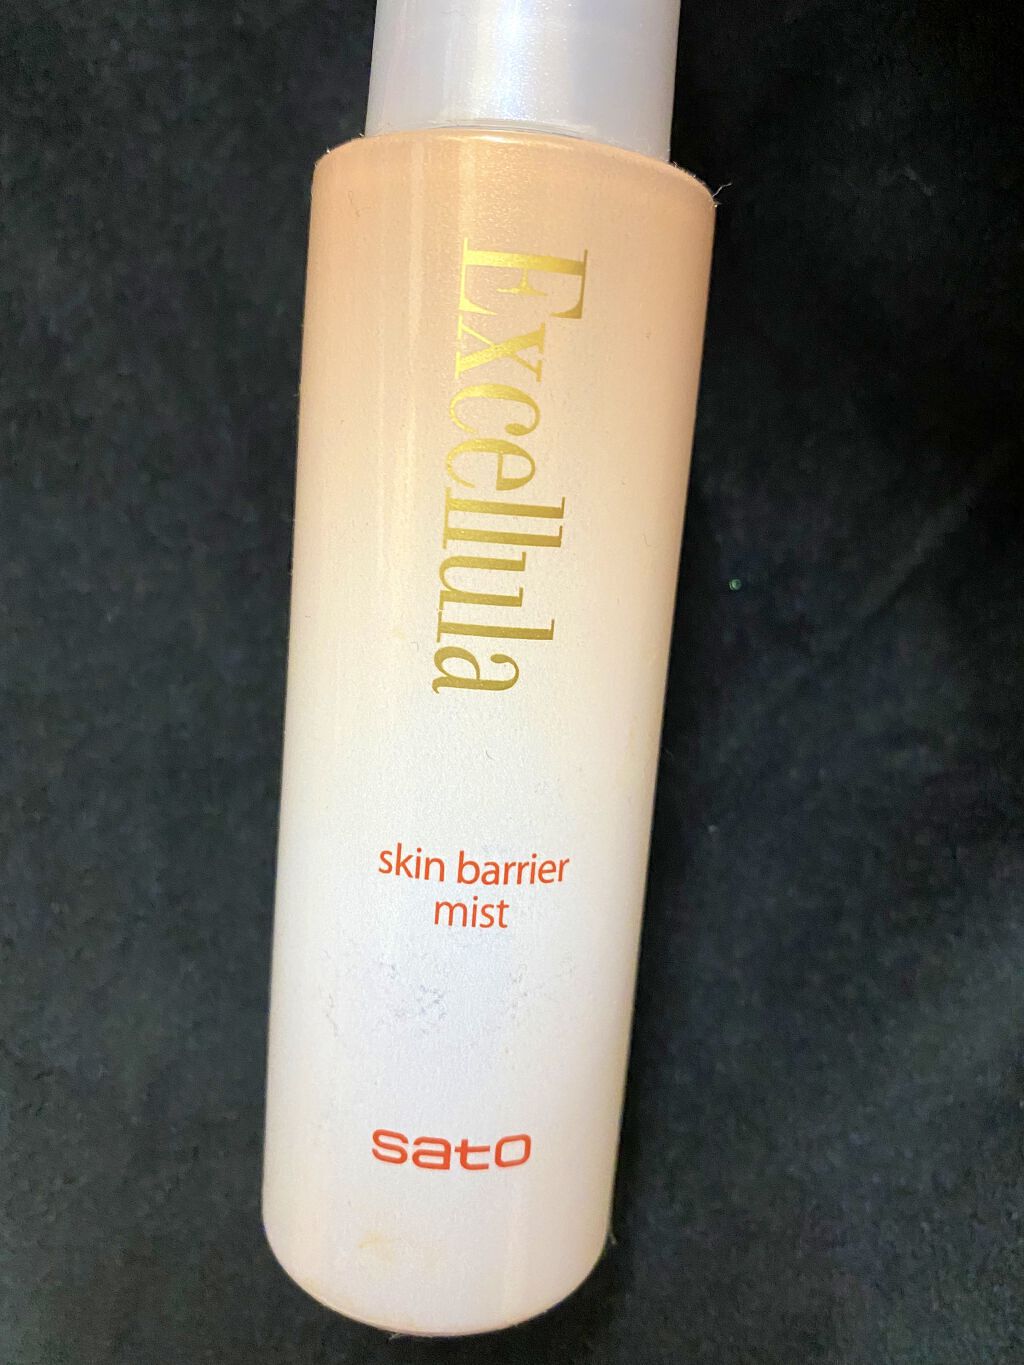 Excellula
skin barrier
mist
sato